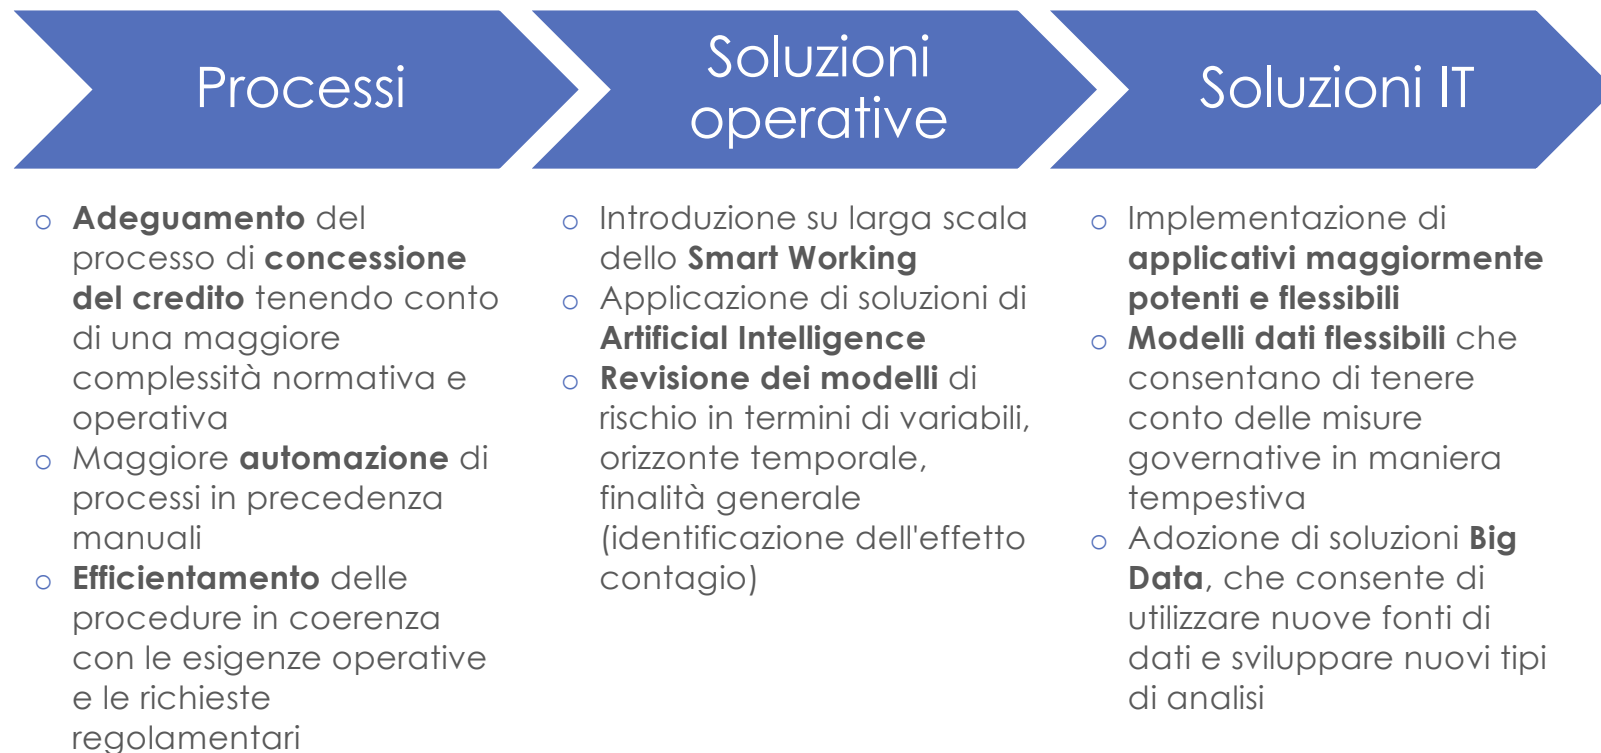 Processi
Soluzioni
operative
Soluzioni IT
o Adeguamento del
processo di concessione
del credito tenendo conto
di una maggiore
complessità normativa e
operativa
o Maggiore automazione di
processi in precedenza
manuali
o Efficientamento delle
procedure in coerenza
con le esigenze operative
e le richieste
regolamentari
o Introduzione su larga scala
dello Smart Working
o Applicazione di soluzioni di
Artificial Intelligence
o Revisione dei modelli di
rischio in termini di variabili,
orizzonte temporale,
finalità generale
(identificazione dell'effetto
contagio)
o Implementazione di
applicativi maggiormente
potenti e flessibili
o Modelli dati flessibili che
consentano di tenere
conto delle misure
governative in maniera
tempestiva
o Adozione di soluzioni Big
Data, che consente di
utilizzare nuove fonti di
dati e sviluppare nuovi tipi
di analisi